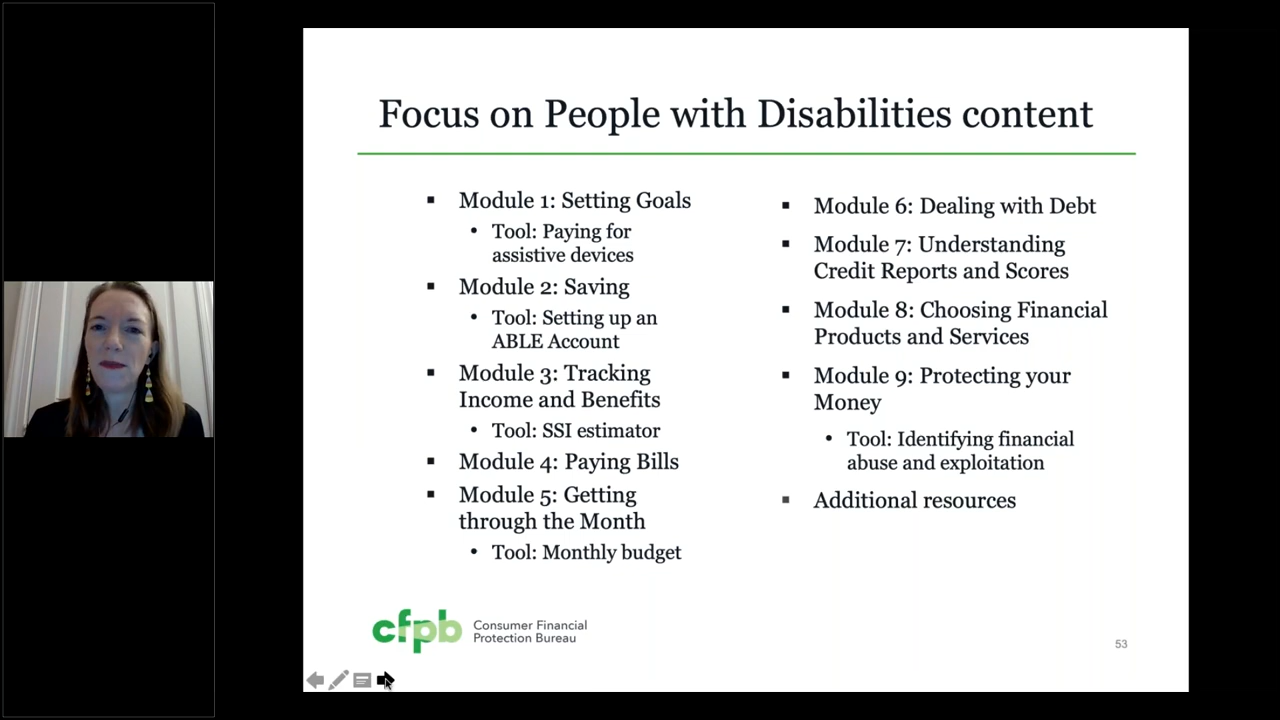 Focus on People with Disabilities content
Module 1: Setting Goals
Tool: Paying for
assistive devices
Module 2: Saving
Tool: Setting up an
ABLE Account
Module 3: Tracking
Income and Benefits
Tool: SSI estimator
Module 4: Paying Bills
Module 5: Getting
through the Month
Tool: Monthly budget
Module 6: Dealing with Debt
Module 7: Understanding
Credit Reports and Scores
Module 8: Choosing Financial
Products and Services
Module 9: Protecting your
Money
Tool: Identifying financial
abuse and exploitation
Additional resources
cfpb
Consumer Financial
Protection Bureau
53